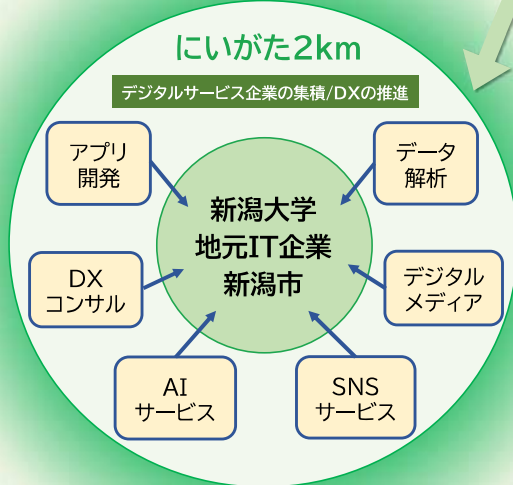 にいがた2km
デジタルサービス企業の集積/DXの推進
アプリ
開発
データ
解析
新潟大学
地元IT企業
新潟市
DX
コンサル
デジタル
メディア
AI
サービス
SNS
サービス